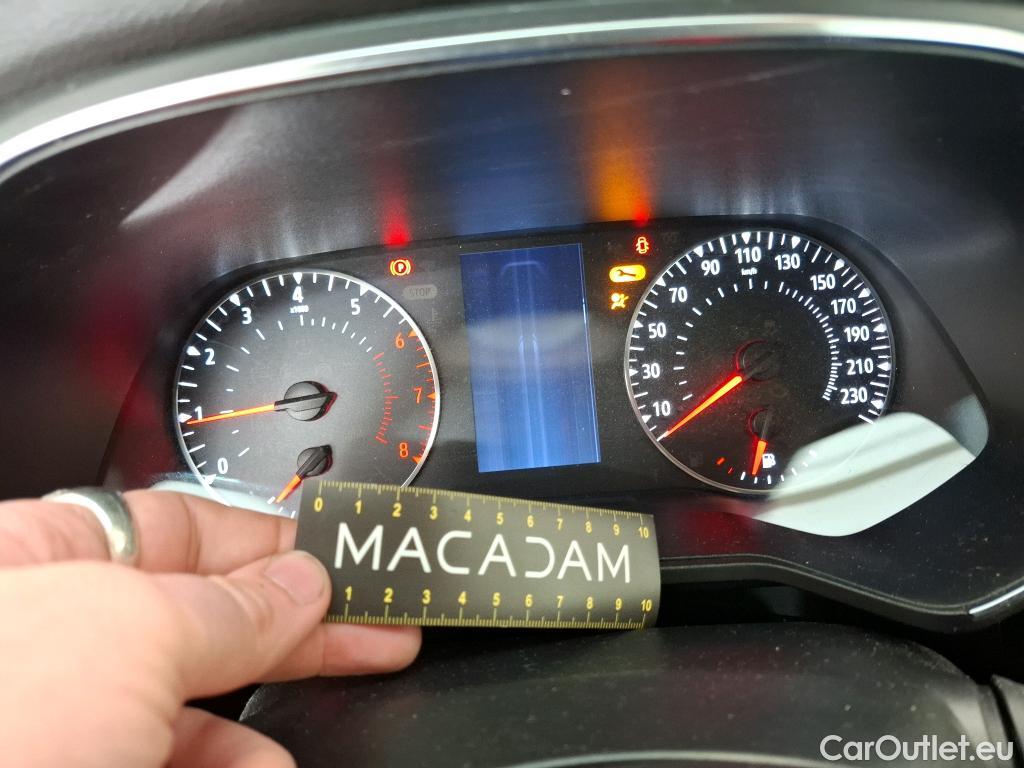 0 1 2 3 4 5 6 7 8
x1000
P
STOP
10 30 50 70 90 110 130 150 170 190 210 230
km/h
0 1 2 3 4 5 6 7 8 9 10
MACADAM
1 2 3 4 5 6 7 8 9 10
CarOutlet.eu